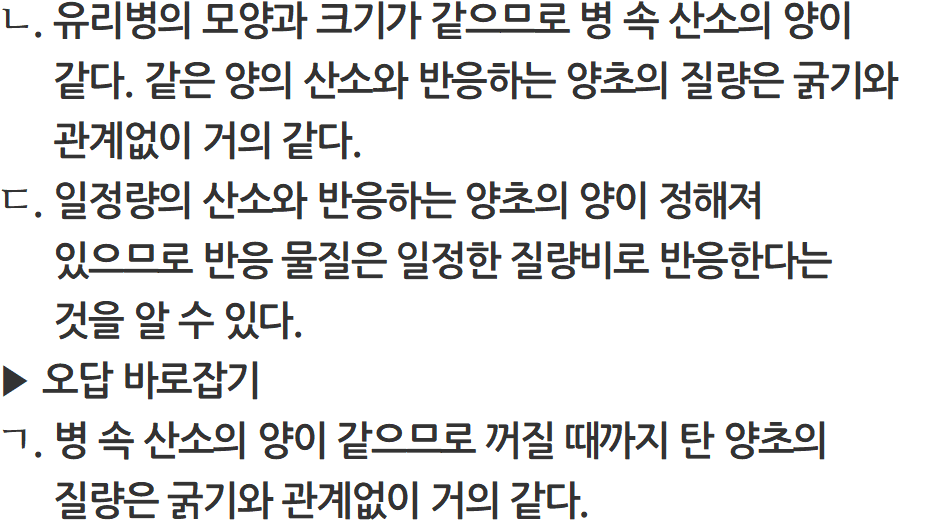 ㄴ. 유리병의 모양과 크기가 같으므로 병 속 산소의 양이
같다. 같은 양의 산소와 반응하는 양초의 질량은 굵기와
관계없이 거의 같다.
ㄷ. 일정량의 산소와 반응하는 양초의 양이 정해져
있으므로 반응 물질은 일정한 질량비로 반응한다는
것을 알 수 있다.
▶ 오답 바로잡기
ㄱ. 병 속 산소의 양이 같으므로 꺼질 때까지 탄 양초의
질량은 굵기와 관계없이 거의 같다.